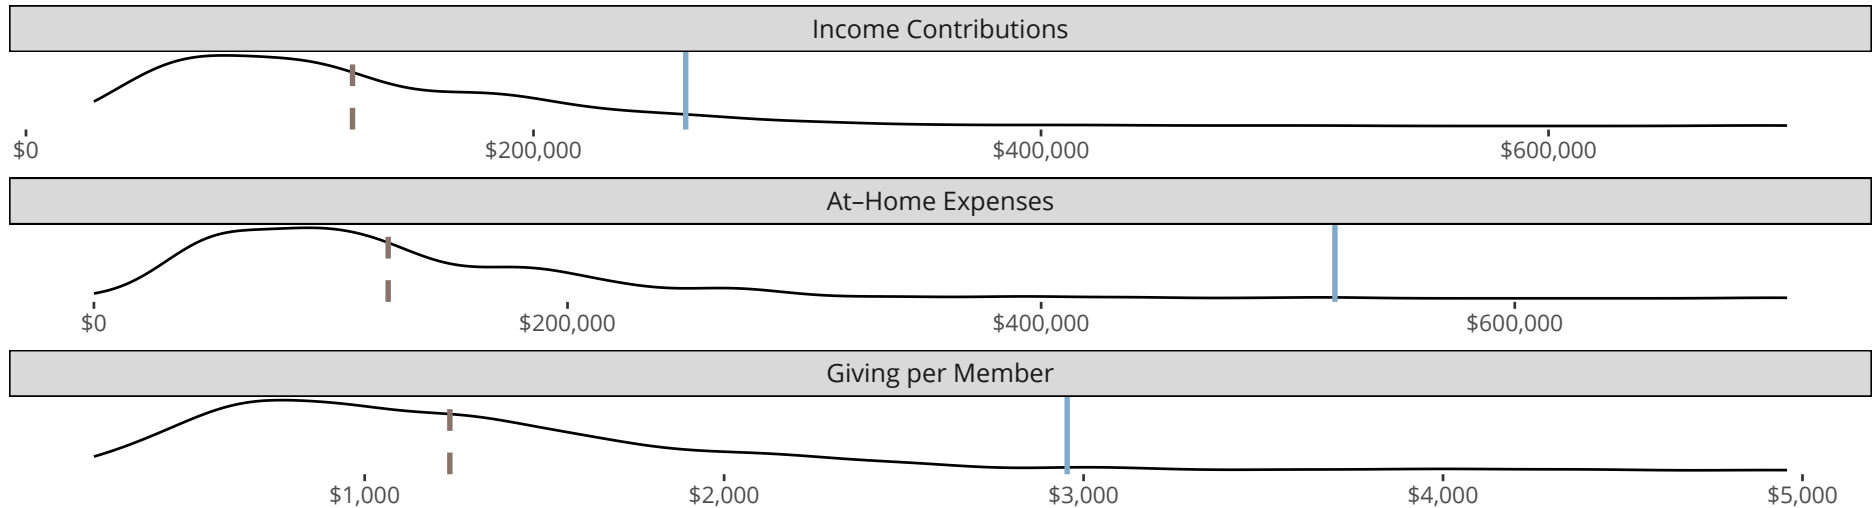 Income Contributions
$0 $200,000 $400,000 $600,000
At–Home Expenses
$0 $200,000 $400,000 $600,000
Giving per Member
$1,000 $2,000 $3,000 $4,000 $5,000